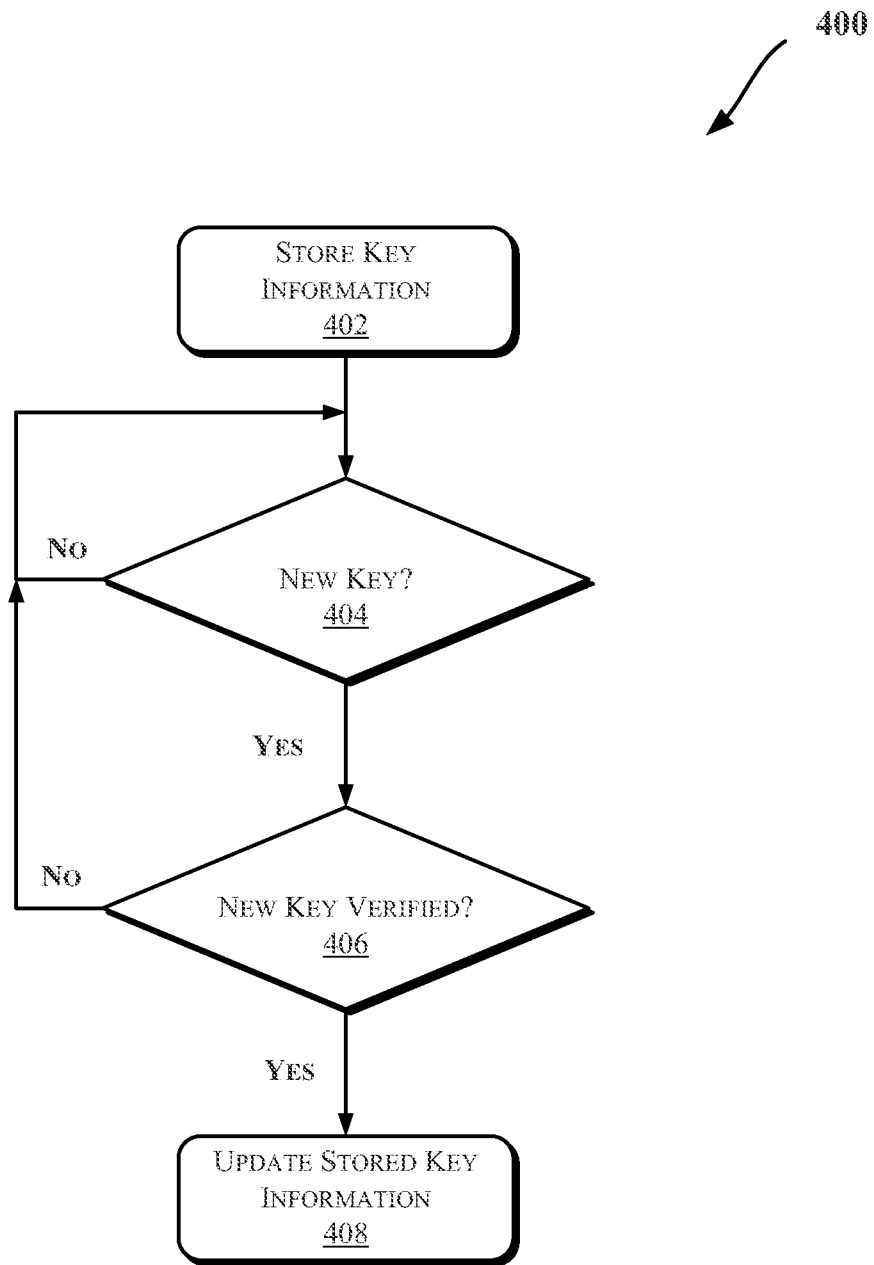 400
STORE KEY
INFORMATION
402
NO
NEW KEY?
404
YES
NO
NEW KEY VERIFIED?
406
YES
UPDATE STORED KEY
INFORMATION
408